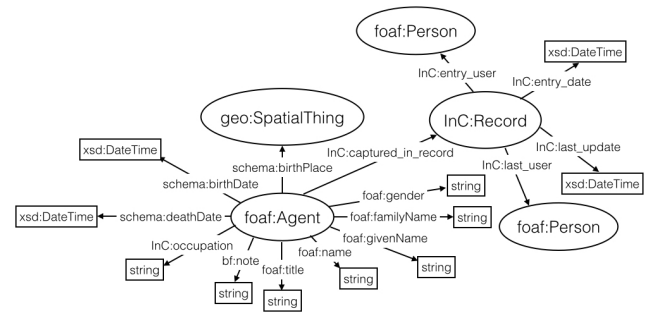 foaf:Person
xsd:DateTime
InC:entry_user
InC:entry_date
geo:SpatialThing
InC:Record
xsd:DateTime
InC:captured_in_record
InC:last_update
schema:birthPlace
InC:last_user
schema:birthDate
foaf:gender
string
xsd:DateTime
xsd:DateTime
schema:deathDate
foaf:Agent
foaf:familyName
string
foaf:Person
InC:occupation
foaf:givenName
bf:note
foaf:title
foaf:name
string
string
string
string
string